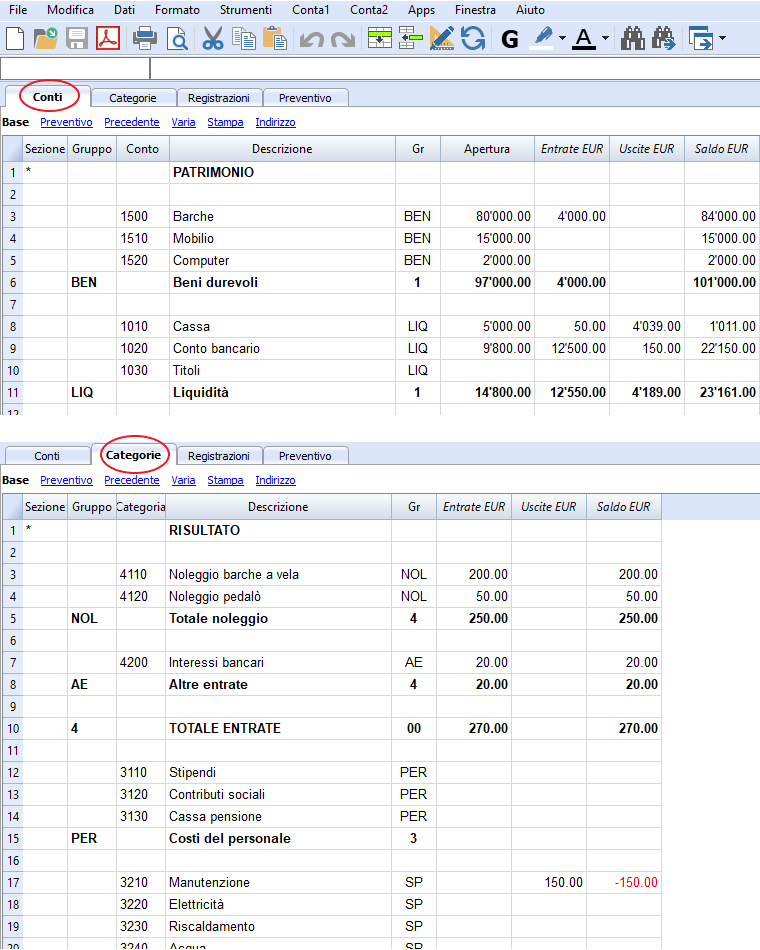 File Modifica Dati Formato Strumenti Conta1 Conta2 Apps Finestra Aiuto
G A
Conti Categorie Registrazioni Preventivo
Base Preventivo Precedente Varia Stampa Indirizzo
Sezione Gruppo Conto Descrizione Gr Apertura Entrate EUR Uscite EUR Saldo EUR
1 * PATRIMONIO
2
3 1500 Barche BEN 80'000.00 4'000.00 84'000.00
4 1510 Mobilio BEN 15'000.00 15'000.00
5 1520 Computer BEN 2'000.00 2'000.00
6 BEN Beni durevoli 1 97'000.00 4'000.00 101'000.00
7
8 1010 Cassa LIQ 5'000.00 50.00 4'039.00 1'011.00
9 1020 Conto bancario LIQ 9'800.00 12'500.00 150.00 22'150.00
10 1030 Titoli LIQ
11 LIQ Liquidità 1 14'800.00 12'550.00 4'189.00 23'161.00
12
Conti Categorie Registrazioni Preventivo
Base Preventivo Precedente Varia Stampa Indirizzo
Sezione Gruppo Categoria Descrizione Gr Entrate EUR Uscite EUR Saldo EUR
1 * RISULTATO
2
3 4110 Noleggio barche a vela NOL 200.00 200.00
4 4120 Noleggio pedalò NOL 50.00 50.00
5 NOL Totale noleggio 4 250.00 250.00
6
7 4200 Interessi bancari AE 20.00 20.00
8 AE Altre entrate 4 20.00 20.00
9
10 4 TOTALE ENTRATE 00 270.00 270.00
11
12 3110 Stipendi PER
13 3120 Contributi sociali PER
14 3130 Cassa pensione PER
15 PER Costi del personale 3
16
17 3210 Manutenzione SP 150.00 -150.00
18 3220 Elettricità SP
19 3230 Riscaldamento SP
20 3240 Acqua SP